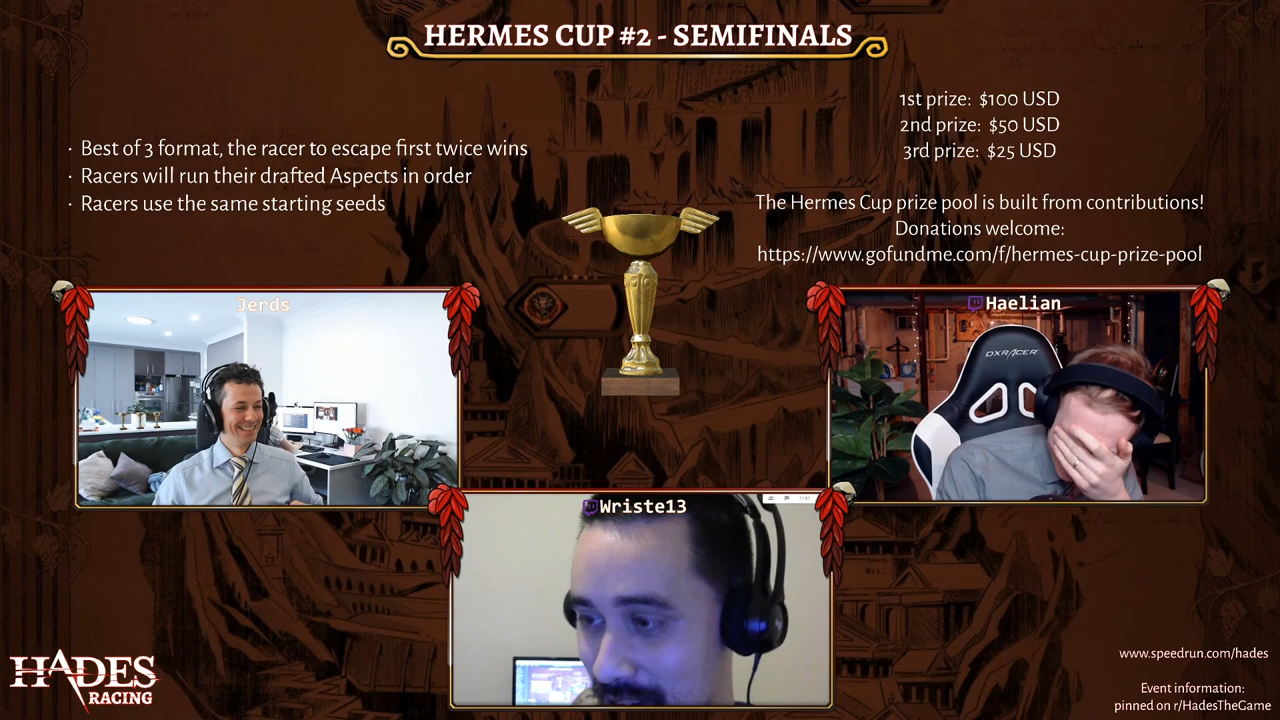 HERMES CUP #2 - SEMIFINALS
1st prize: $100 USD
2nd prize: $50 USD
3rd prize: $25 USD
· Best of 3 format, the racer to escape first twice wins
· Racers will run their drafted Aspects in order
· Racers use the same starting seeds
The Hermes Cup prize pool is built from contributions!
Donations welcome:
https://www.gofundme.com/f/hermes-cup-prize-pool
Jerds
Haelian
DXRACER
Wriste13
HADES
RACING
www.speedrun.com/hades
Event information:
pinned on r/HadesTheGame